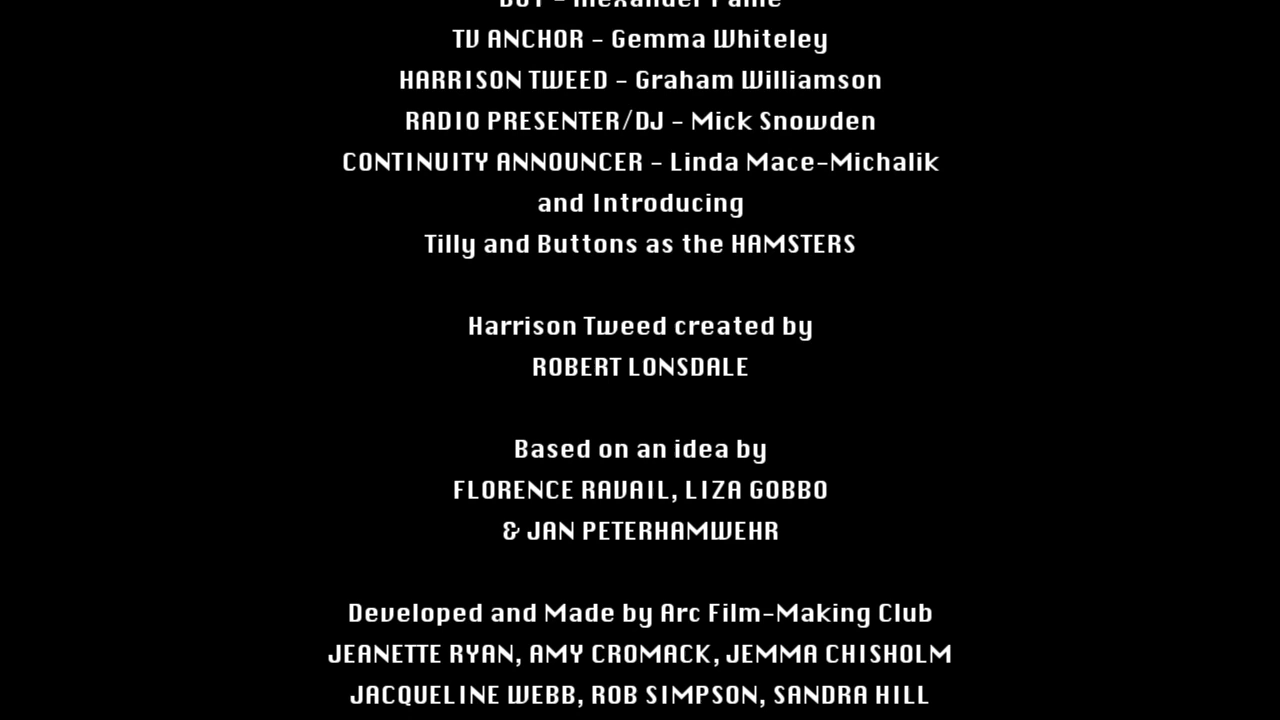 TV ANCHOR - Gemma Whiteley
HARRISON TWEED - Graham Williamson
RADIO PRESENTER/DJ - Mick Snowden
CONTINUITY ANNOUNCER - Linda Mace-Michalik
and Introducing
Tilly and Buttons as the HAMSTERS
Harrison Tweed created by
ROBERT LONSDALE
Based on an idea by
FLORENCE RAVAIL, LIZA GOBBO
& JAN PETERHAMWEHR
Developed and Made by Arc Film-Making Club
JEANETTE RYAN, AMY CROMACK, JEMMA CHISHOLM
JACQUELINE WEBB, ROB SIMPSON, SANDRA HILL